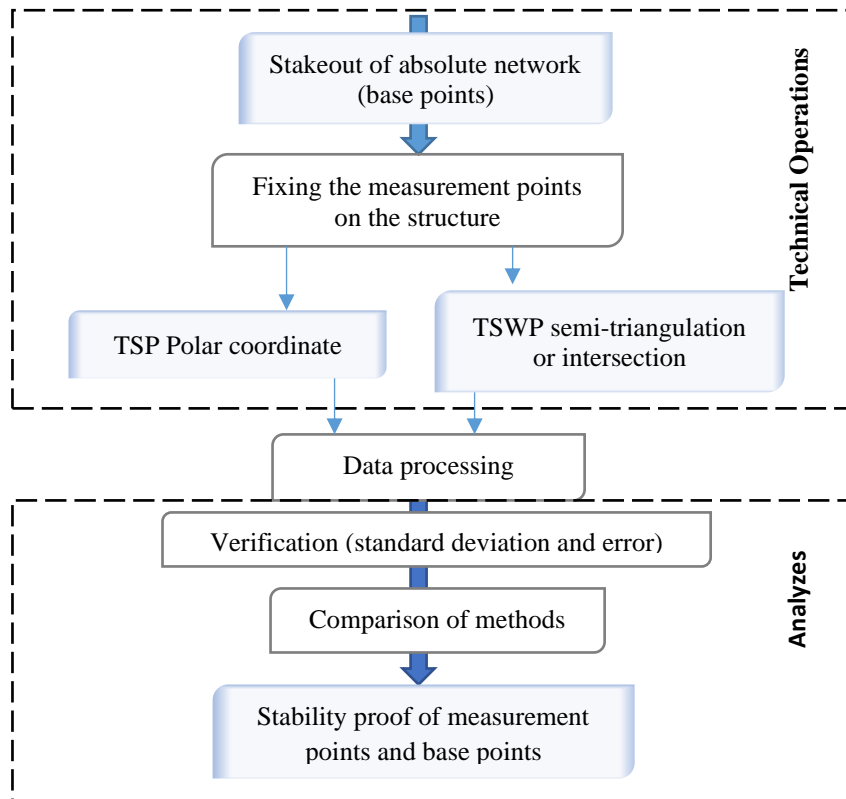 Stakeout of absolute network
(base points)
Fixing the measurement points
on the structure
TSP Polar coordinate
TSWP semi-triangulation
or intersection
Technical Operations
Data processing
Verification (standard deviation and error)
Comparison of methods
Stability proof of measurement
points and base points
Analyzes